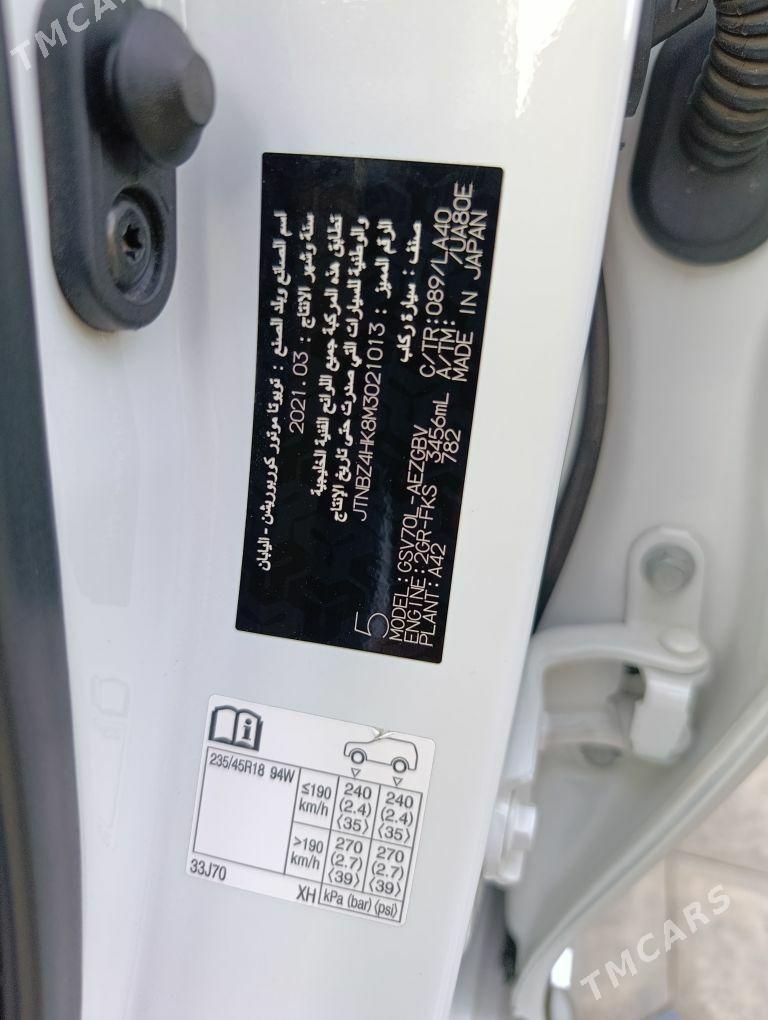 TMCARS
اسم الصانع وبلد الصنع : تويوتا موتور كوربوريشن - اليابان
سنة وشهر الإنتاج : 2021.03
تطابق هذه المركبة جميع اللوائح الفنية الخليجية
والوطنية للسيارات التي صدرت حتى تاريخ الإنتاج
الرقم المميز : JTNBZ4HK8M3021013
صنف : سيارة ركاب
5
MODEL:GSV70L-AEZGBV C/TR:089/LA40
ENGINE:2GR-FKS 3456mL A/TM: /UA80E
PLANT:A42 782 MADE IN JAPAN
235/45R18 94W
≤190 km/h 240 (2.4) ⟨35⟩ 240 (2.4) ⟨35⟩
>190 km/h 270 (2.7) ⟨39⟩ 270 (2.7) ⟨39⟩
33J70 XH kPa (bar) ⟨psi⟩
TMCARS